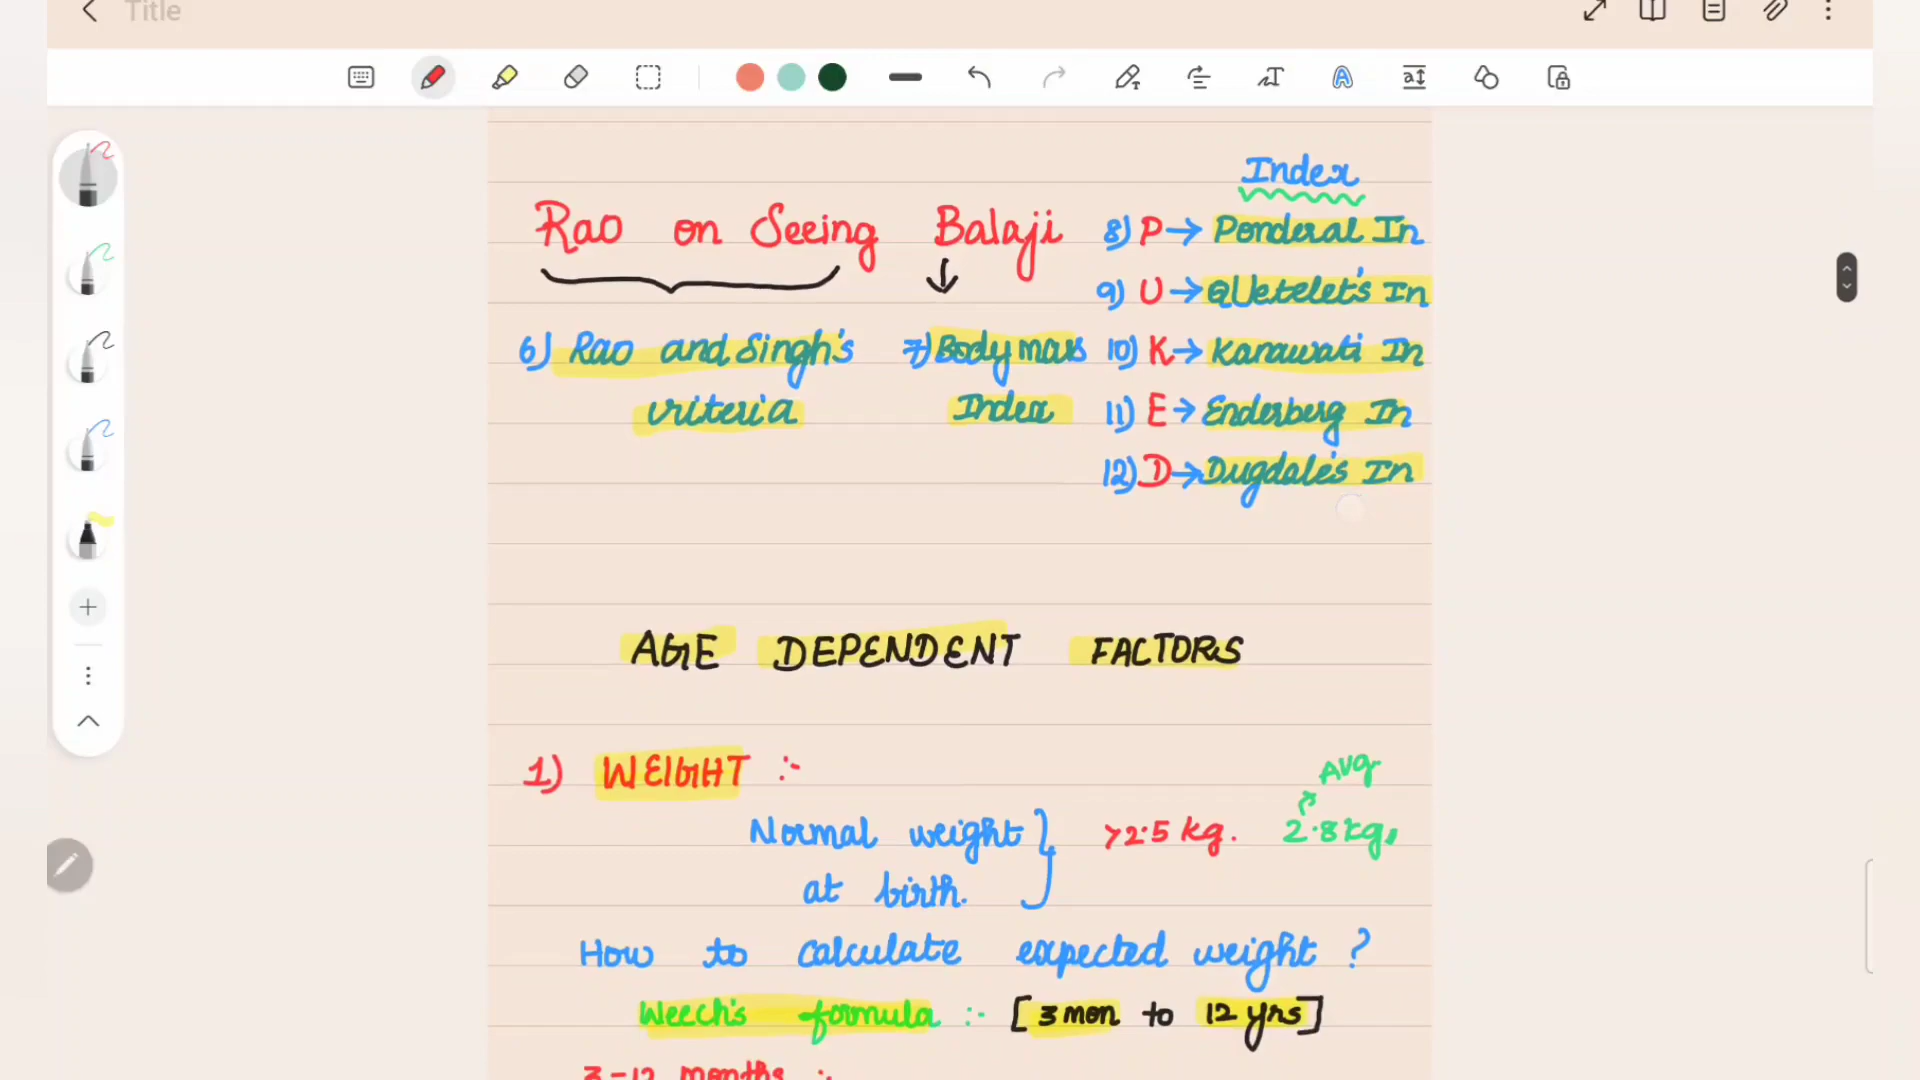 Title
Index
Rao on Seeing Balaji
8) P → Ponderal In
9) U → QUetelet's In
6) Rao and Singh's criteria
7) Body mass Index
10) K → Kanawati In
11) E → Enderberg In
12) D → Dugdale's In
AGE DEPENDENT FACTORS
1) WEIGHT :-
Avg
Normal weight at birth. } >2.5 kg. 2.8 kg.
How to calculate expected weight ?
Weech's formula :- [3 mon to 12 yrs]
3-12 months :-